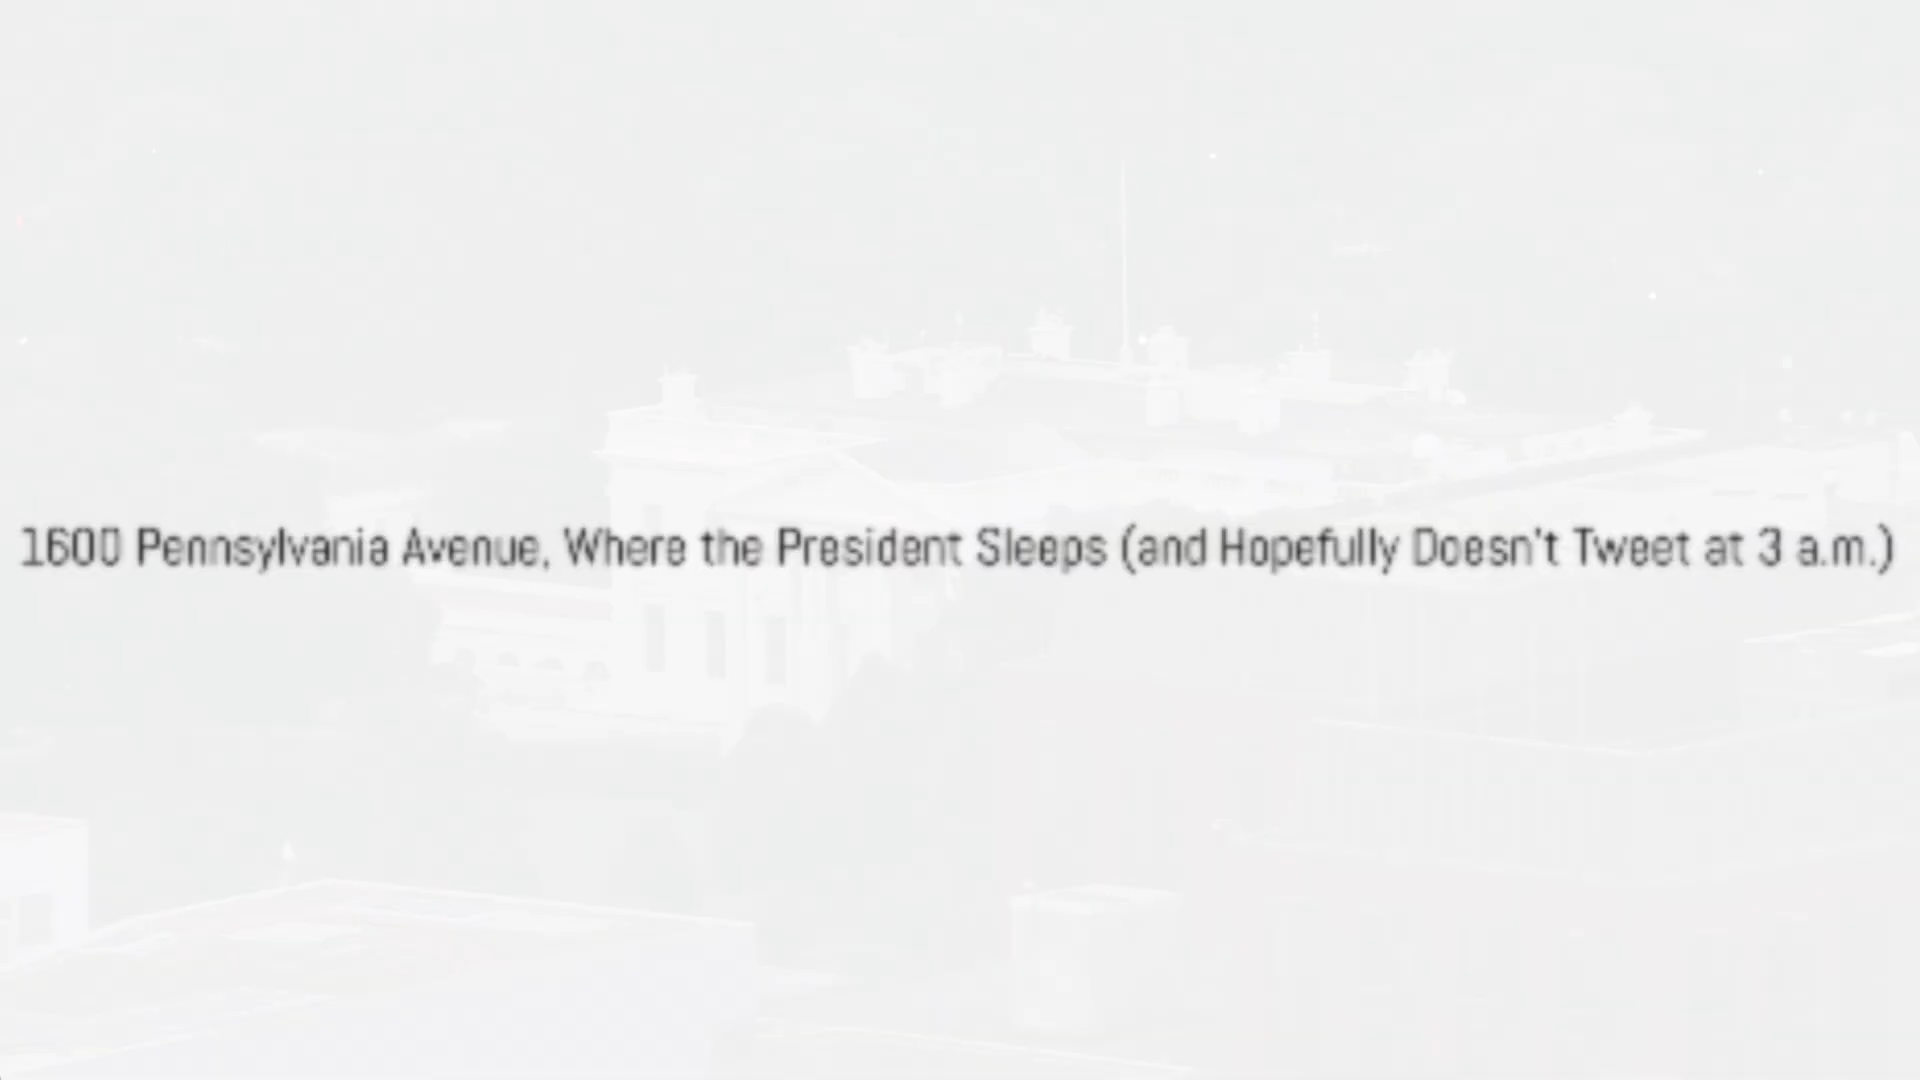 1600 Pennsylvania Avenue, Where the President Sleeps (and Hopefully Doesn't Tweet at 3 a.m.)